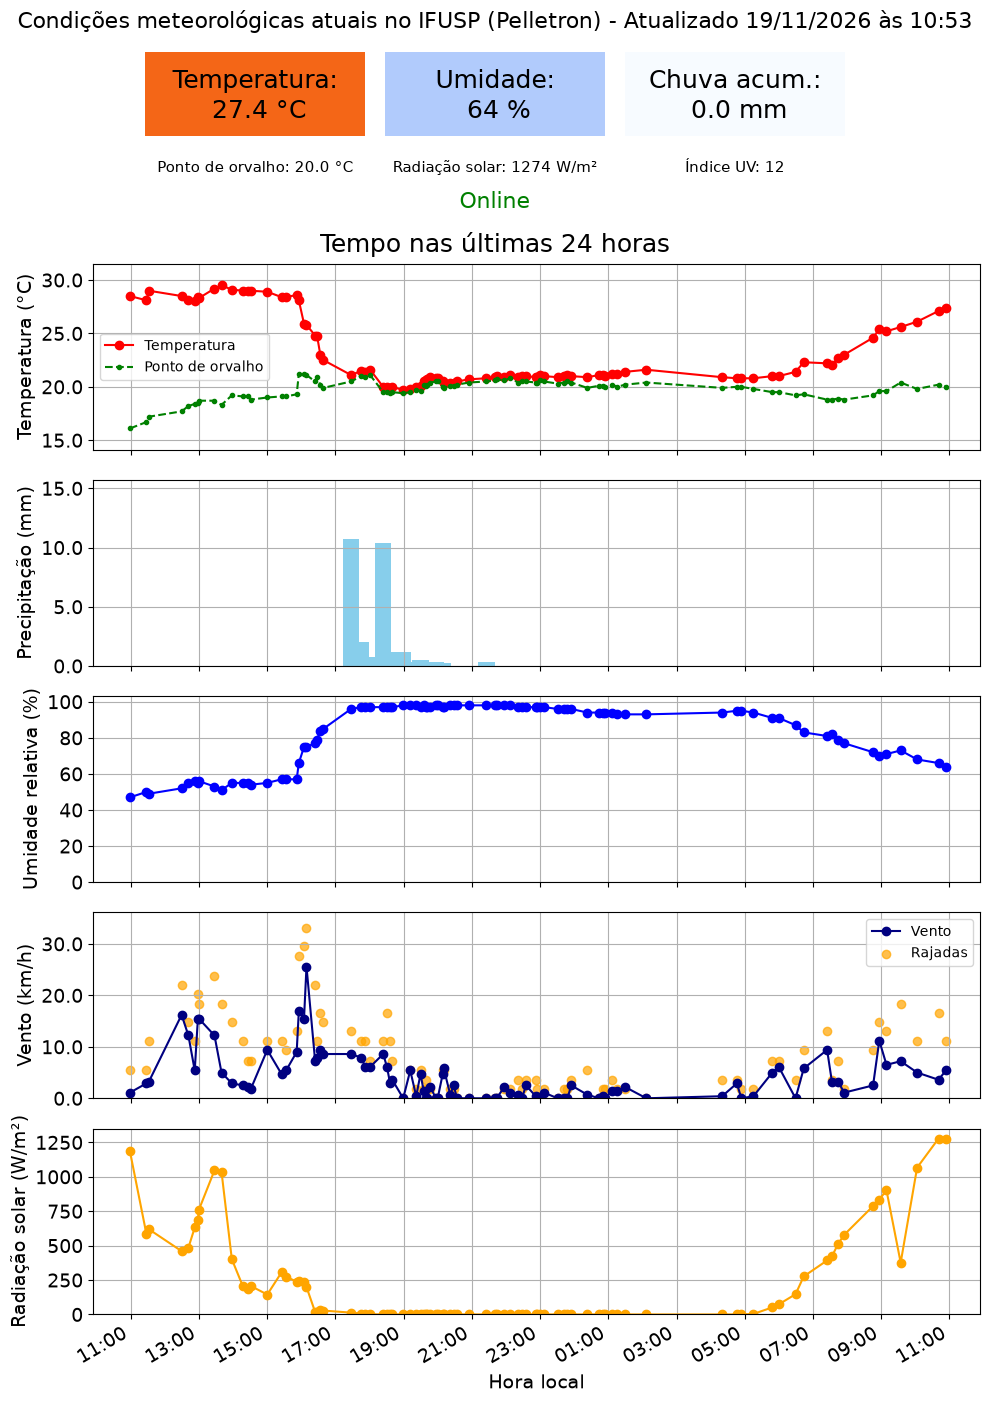 Condições meteorológicas atuais no IFUSP (Pelletron) - Atualizado 19/11/2026 às 10:53
Temperatura:
27.4 °C
Umidade:
64 %
Chuva acum.:
0.0 mm
Ponto de orvalho: 20.0 °C
Radiação solar: 1274 W/m²
Índice UV: 12
Online
Tempo nas últimas 24 horas
Temperatura (°C)
30.0
25.0
20.0
15.0
Temperatura
Ponto de orvalho
Precipitação (mm)
15.0
10.0
5.0
0.0
Umidade relativa (%)
100
80
60
40
20
0
Vento (km/h)
30.0
20.0
10.0
0.0
Vento
Rajadas
Radiação solar (W/m²)
1250
1000
750
500
250
0
11:00 13:00 15:00 17:00 19:00 21:00 23:00 01:00 03:00 05:00 07:00 09:00 11:00
Hora local